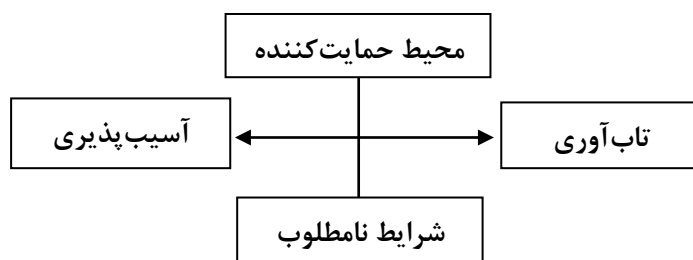 محیط حمایت‌کننده
تاب‌آوری
آسیب‌پذیری
شرایط نامطلوب